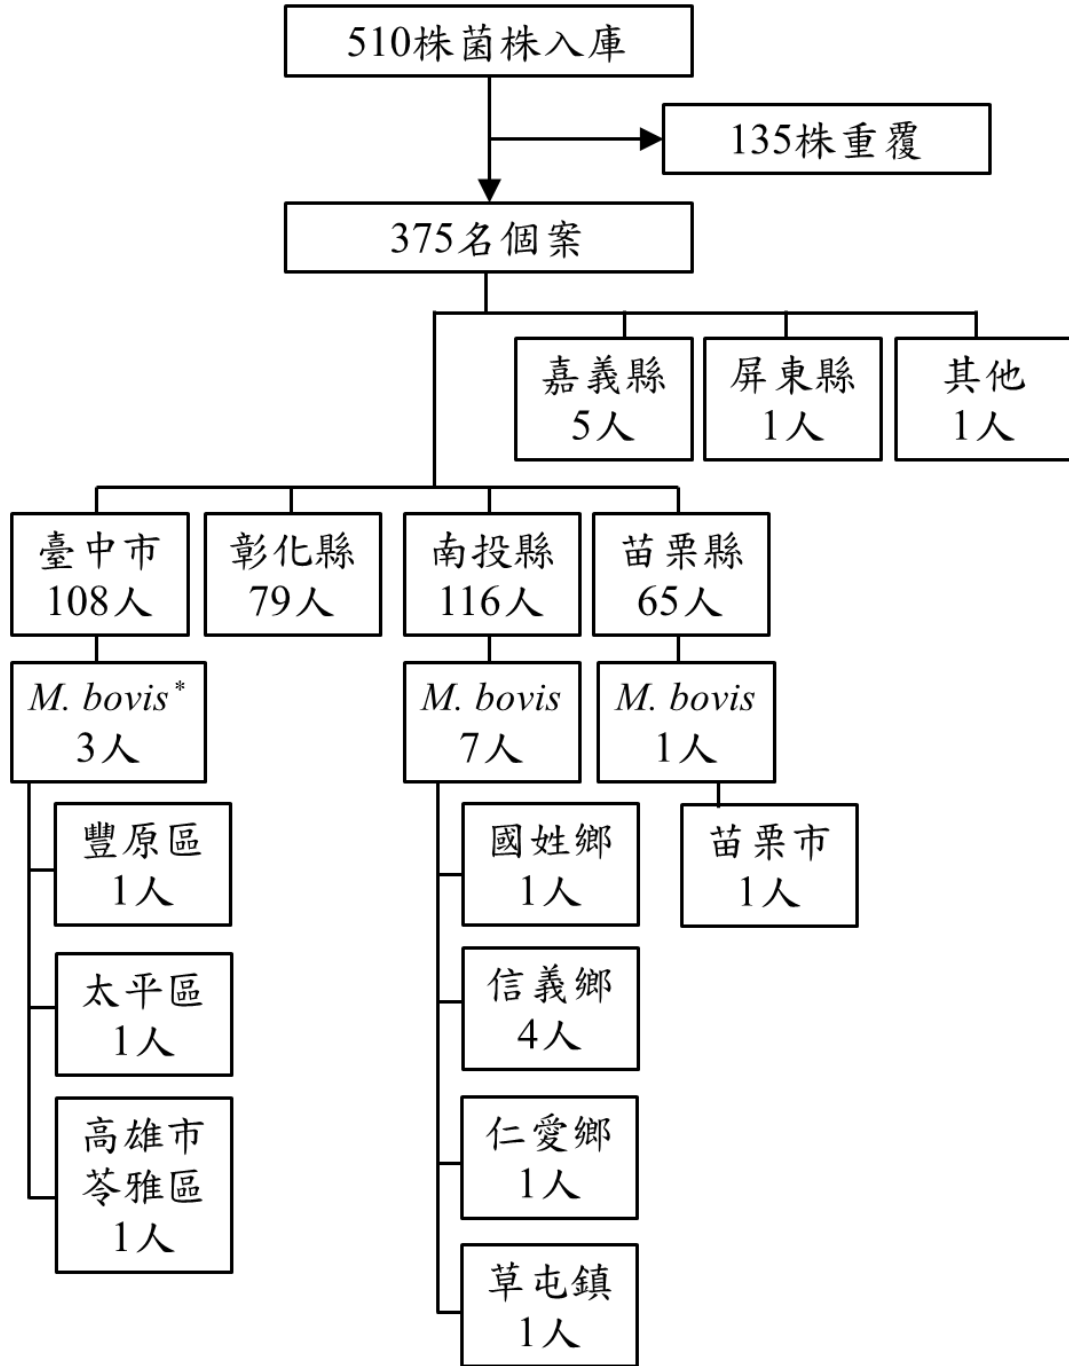 510株菌株入庫
135株重覆
375名個案
嘉義縣
5人
屏東縣
1人
其他
1人
臺中市
108人
彰化縣
79人
南投縣
116人
苗栗縣
65人
M. bovis*
3人
M. bovis
7人
M. bovis
1人
豐原區
1人
太平區
1人
高雄市
苓雅區
1人
國姓鄉
1人
信義鄉
4人
仁愛鄉
1人
草屯鎮
1人
苗栗市
1人